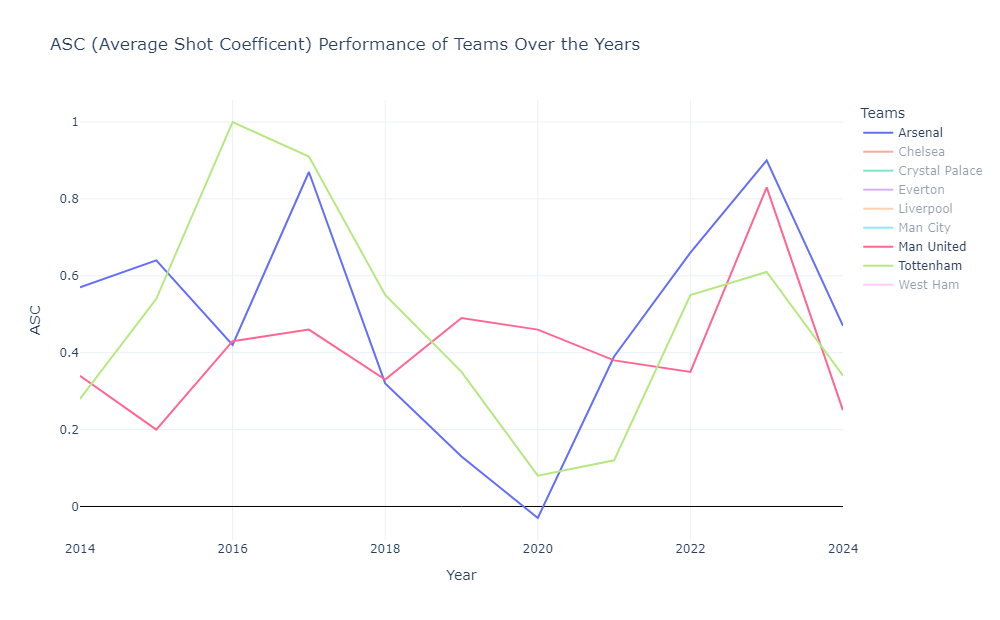 ASC (Average Shot Coefficent) Performance of Teams Over the Years
Teams
Arsenal
Chelsea
Crystal Palace
Everton
Liverpool
Man City
Man United
Tottenham
West Ham
1
0.8
0.6
0.4
0.2
0
ASC
2014
2016
2018
2020
2022
2024
Year